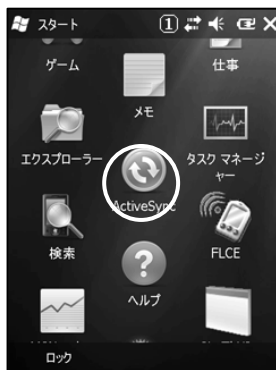 スタート
1
ゲーム
仕事
メモ
エクスプローラー
タスク マネージ
ャー
ActiveSync
検索
FLCE
ヘルプ
ロック